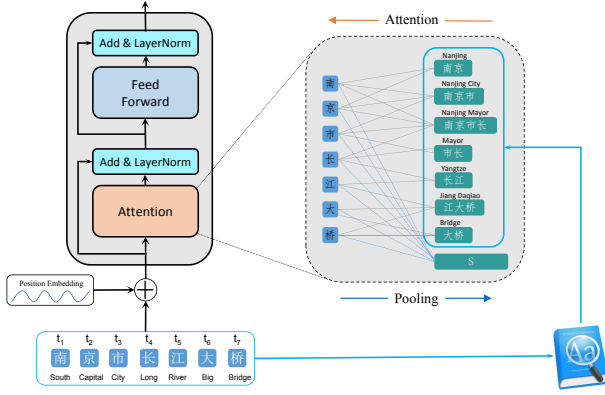 Add & LayerNorm
Feed
Forward
Add & LayerNorm
Attention
Position Embedding
t1 t2 t3 t4 t5 t6 t7
南 京 市 长 江 大 桥
South Capital City Long River Big Bridge
Attention
南
京
市
长
江
大
桥
Nanjing
南京
Nanjing City
南京市
Nanjing Mayor
南京市长
Mayor
市长
Yangtze
长江
Jiang Daqiao
江大桥
Bridge
大桥
S
Pooling
Aa